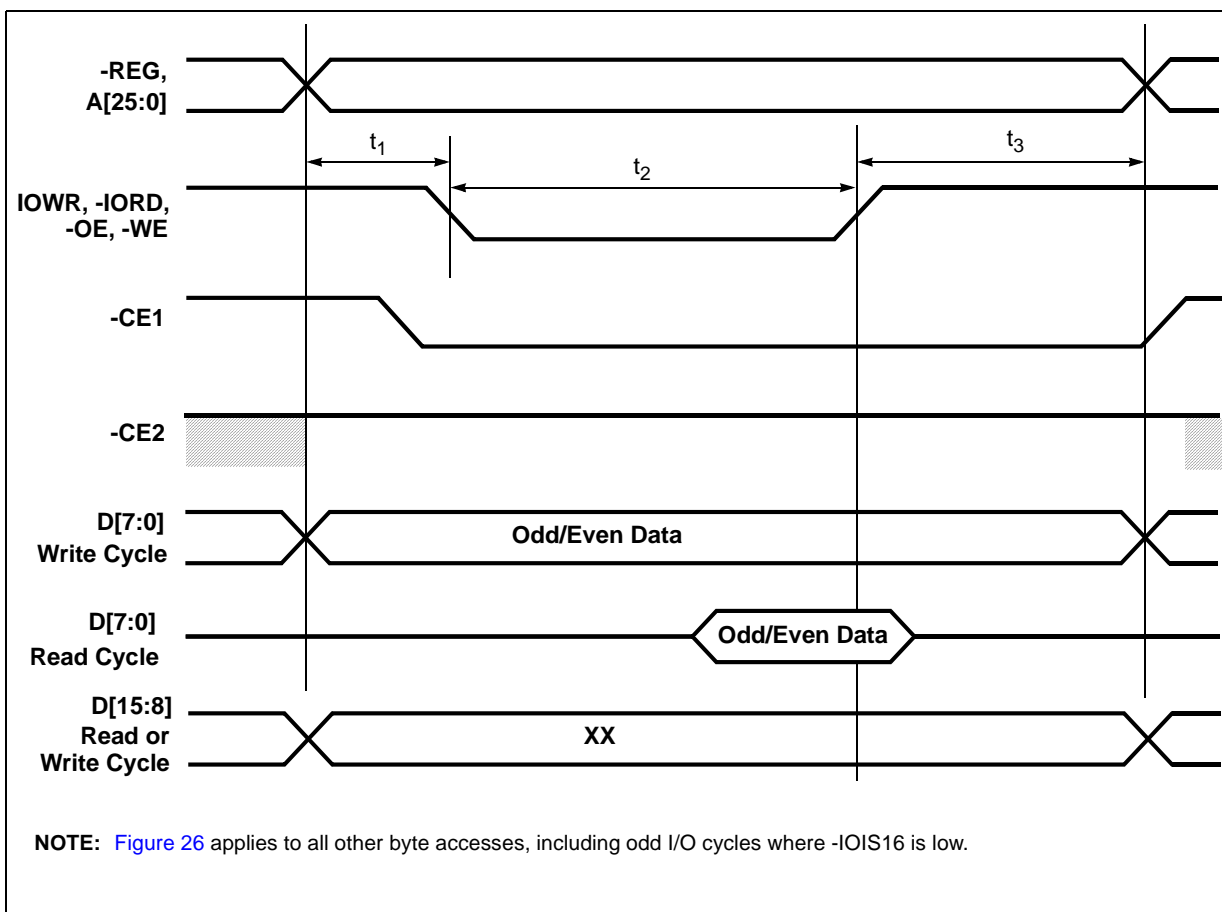 -REG,
A[25:0]
t1
t2
t3
IOWR, -IORD,
-OE, -WE
-CE1
-CE2
D[7:0]
Write Cycle
Odd/Even Data
D[7:0]
Read Cycle
Odd/Even Data
D[15:8]
Read or
Write Cycle
XX
NOTE: Figure 26 applies to all other byte accesses, including odd I/O cycles where -IOIS16 is low.